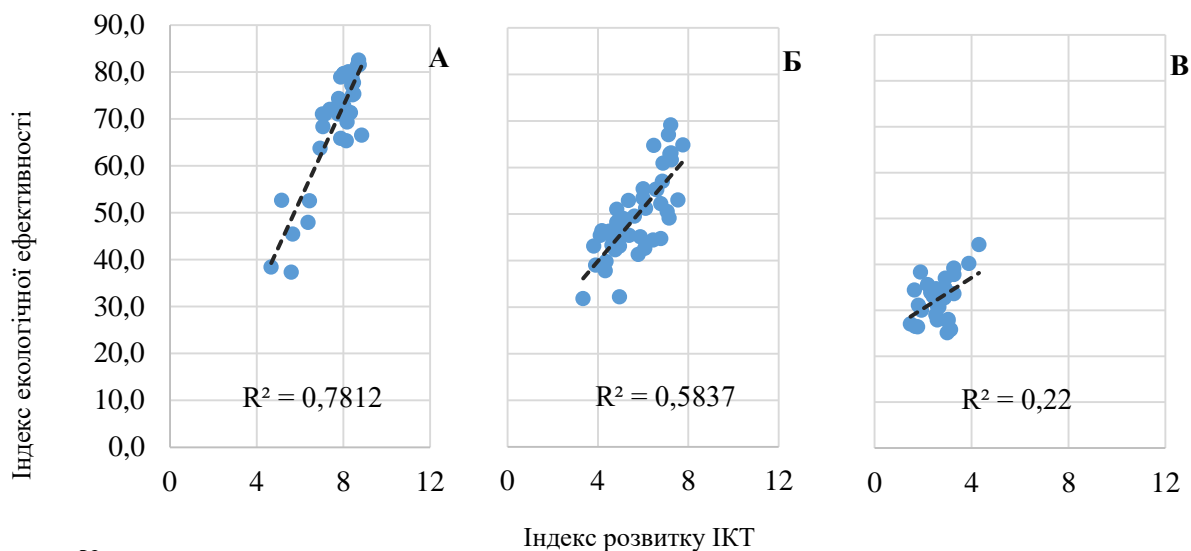 Індекс екологічної ефективності
90,0
80,0
70,0
60,0
50,0
40,0
30,0
20,0
10,0
0,0
А
R² = 0,7812
0 4 8 12
Б
R² = 0,5837
0 4 8 12
В
R² = 0,22
0 4 8 12
Індекс розвитку ІКТ